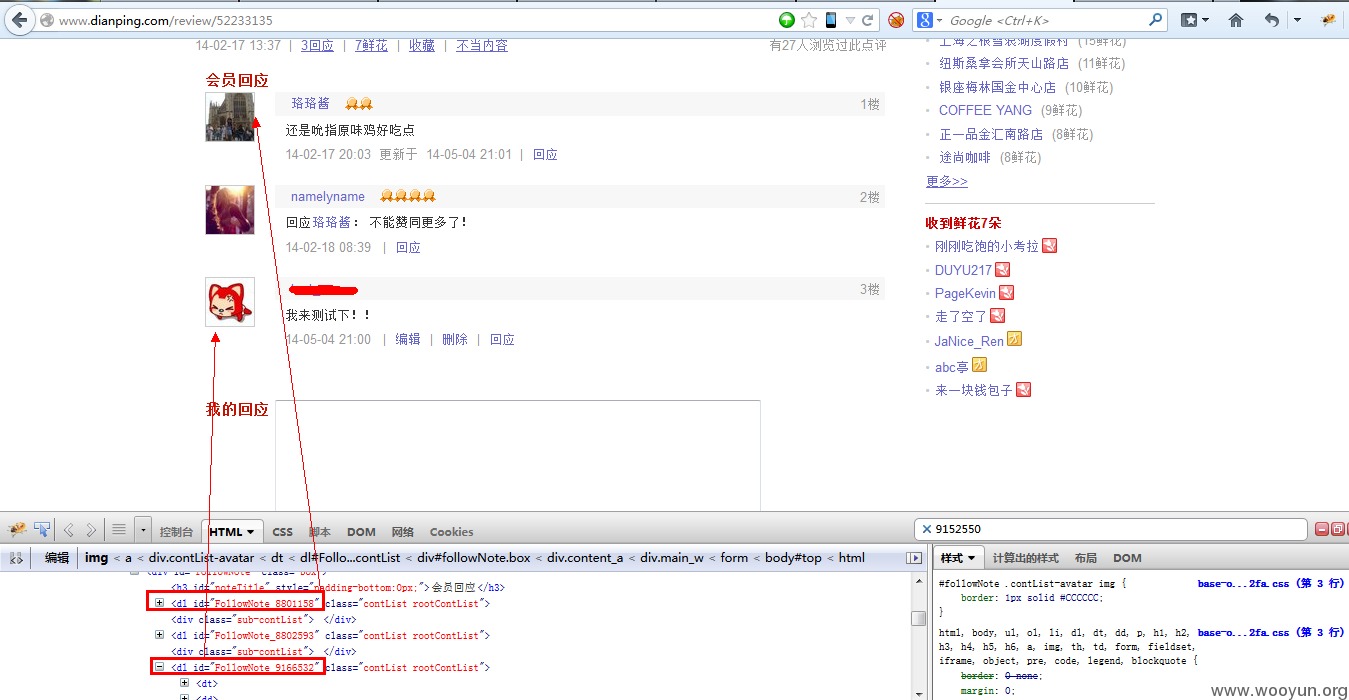 www.dianping.com/review/52233135
Google <Ctrl+K>
14-02-17 13:37 | 3回应 | 7鲜花 | 收藏 | 不当内容
有27人浏览过此点评
会员回应
珞珞酱
1楼
还是吮指原味鸡好吃点
14-02-17 20:03 更新于 14-05-04 21:01 | 回应
namelyname
2楼
回应珞珞酱： 不能赞同更多了！
14-02-18 08:39 | 回应
3楼
我来测试下！！
14-05-04 21:00 | 编辑 | 删除 | 回应
我的回应
上海之根雪浪湖度假村 (15鲜花)
纽斯桑拿会所天山路店 (11鲜花)
银座梅林国金中心店 (10鲜花)
COFFEE YANG (9鲜花)
正一品金汇南路店 (8鲜花)
途尚咖啡 (8鲜花)
更多>>
收到鲜花7朵
刚刚吃饱的小考拉
DUYU217
PageKevin
走了空了
JaNice_Ren
abc亭
来一块钱包子
控制台 HTML CSS 脚本 DOM 网络 Cookies
9152550
编辑 img < a < div.contList-avatar < dt < dl#Follo...contList < div#followNote.box < div.content_a < div.main_w < form < body#top < html
样式 计算出的样式 布局 DOM
<div id="followNote" class="box">
<h3 id="noteTitle" style="padding-bottom:0px;">会员回应</h3>
<dl id="FollowNote_8801158" class="contList rootContList">
<div class="sub-contList"> </div>
<dl id="FollowNote_8802593" class="contList rootContList">
<div class="sub-contList"> </div>
<dl id="FollowNote_9166532" class="contList rootContList">
<dt>
<dd>
#followNote .contList-avatar img { base-o...2fa.css (第 3 行)
border: 1px solid #CCCCCC;
}
html, body, ul, ol, li, dl, dt, dd, p, h1, h2, base-o...2fa.css (第 3 行)
h3, h4, h5, h6, a, img, th, td, form, fieldset,
iframe, object, pre, code, legend, blockquote {
border: 0 none;
margin: 0;
www.wooyun.org